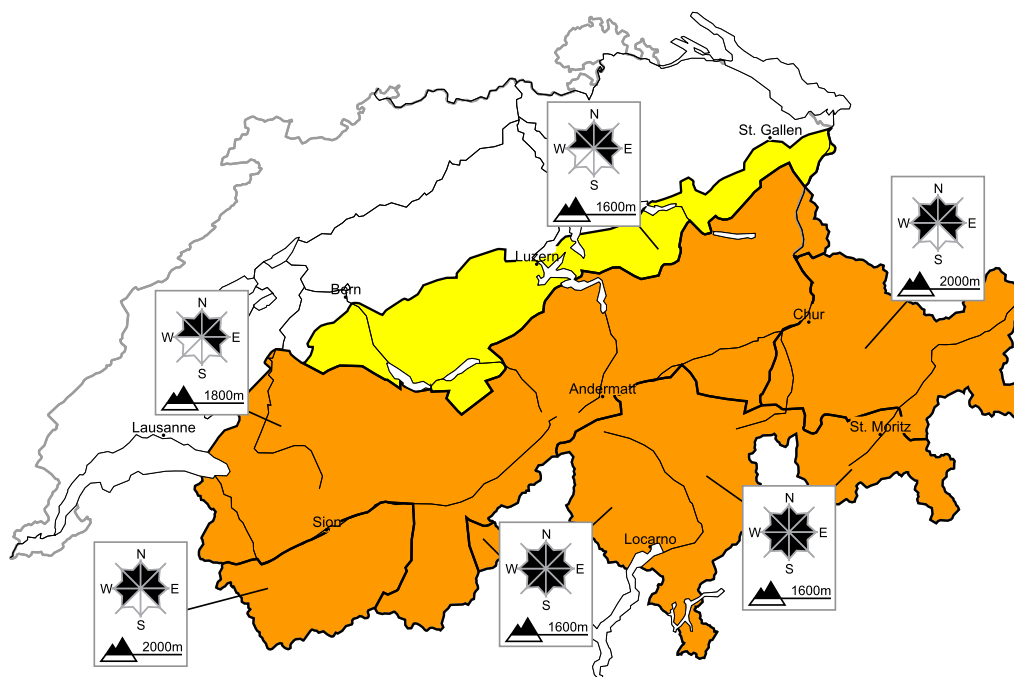 N
W E
S
1600m
St. Gallen
N
W E
S
2000m
Luzern
Bern
N
W E
S
1800m
Chur
Andermatt
Lausanne
St. Moritz
N
W E
S
1600m
Sion
Locarno
N
W E
S
1600m
N
W E
S
2000m